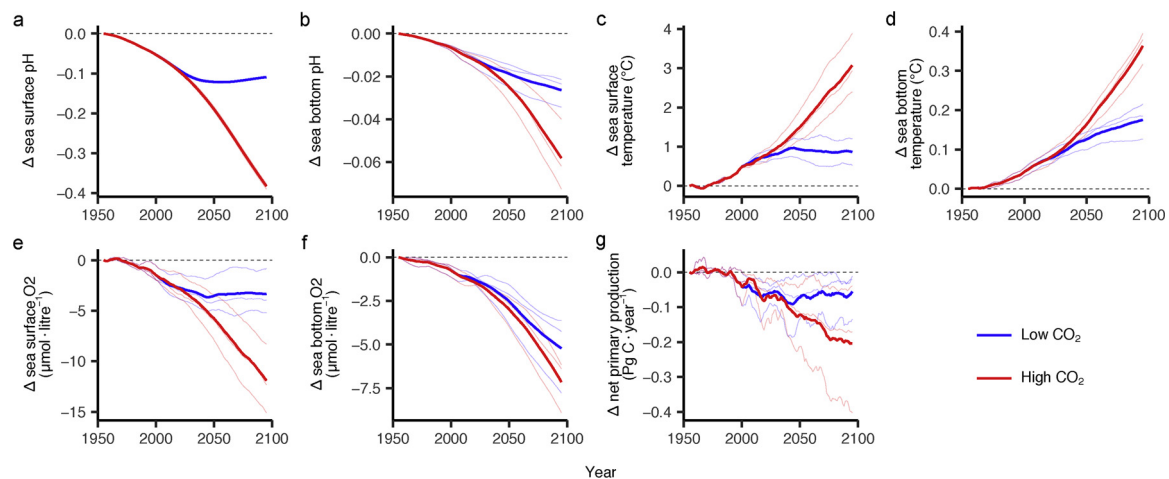 a
Δ sea surface pH
0.0
−0.1
−0.2
−0.3
−0.4
1950 2000 2050 2100
b
Δ sea bottom pH
0.00
−0.02
−0.04
−0.06
1950 2000 2050 2100
c
Δ sea surface
temperature (°C)
4
3
2
1
0
1950 2000 2050 2100
d
Δ sea bottom
temperature (°C)
0.4
0.3
0.2
0.1
0.0
1950 2000 2050 2100
e
Δ sea surface O2
(μmol · litre⁻¹)
0
−5
−10
−15
1950 2000 2050 2100
f
Δ sea bottom O2
(μmol · litre⁻¹)
0.0
−2.5
−5.0
−7.5
1950 2000 2050 2100
g
Δ net primary production
(Pg C · year⁻¹)
0.0
−0.1
−0.2
−0.3
−0.4
1950 2000 2050 2100
Low CO₂
High CO₂
Year